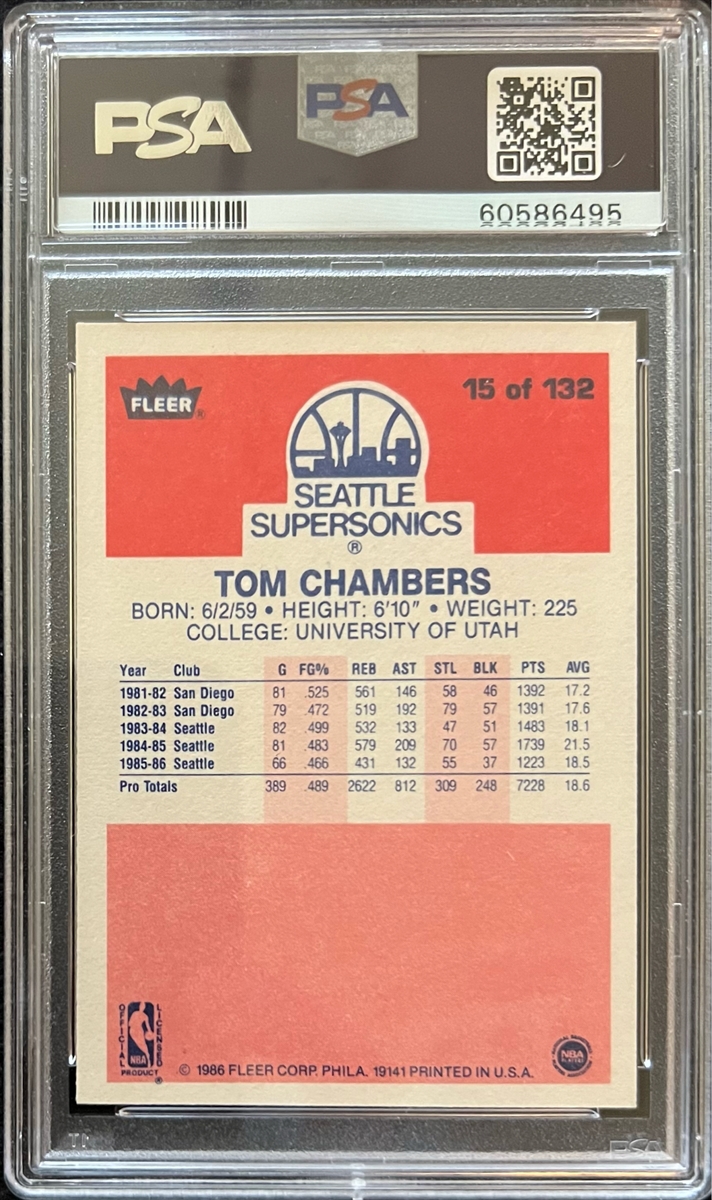 PSA
PSA
60586495
FLEER®
15 of 132
SEATTLE
SUPERSONICS
®
TOM CHAMBERS
BORN: 6/2/59 • HEIGHT: 6'10" • WEIGHT: 225
COLLEGE: UNIVERSITY OF UTAH
Year Club G FG% REB AST STL BLK PTS AVG
1981-82 San Diego 81 .525 561 146 58 46 1392 17.2
1982-83 San Diego 79 .472 519 192 79 57 1391 17.6
1983-84 Seattle 82 .499 532 133 47 51 1483 18.1
1984-85 Seattle 81 .483 579 209 70 57 1739 21.5
1985-86 Seattle 66 .466 431 132 55 37 1223 18.5
Pro Totals 389 .489 2622 812 309 248 7228 18.6
OFFICIAL NBA LICENSED
PRODUCT ®
© 1986 FLEER CORP. PHILA. 19141 PRINTED IN U.S.A.
NBA
PLAYERS
PSA